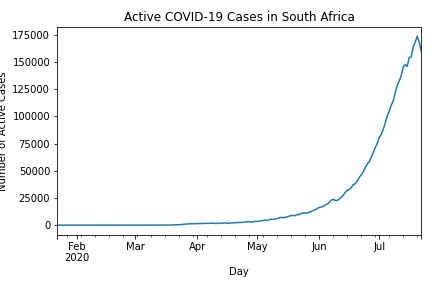 Active COVID-19 Cases in South Africa
Number of Active Cases
175000
150000
125000
100000
75000
50000
25000
0
Feb Mar Apr May Jun Jul
2020
Day